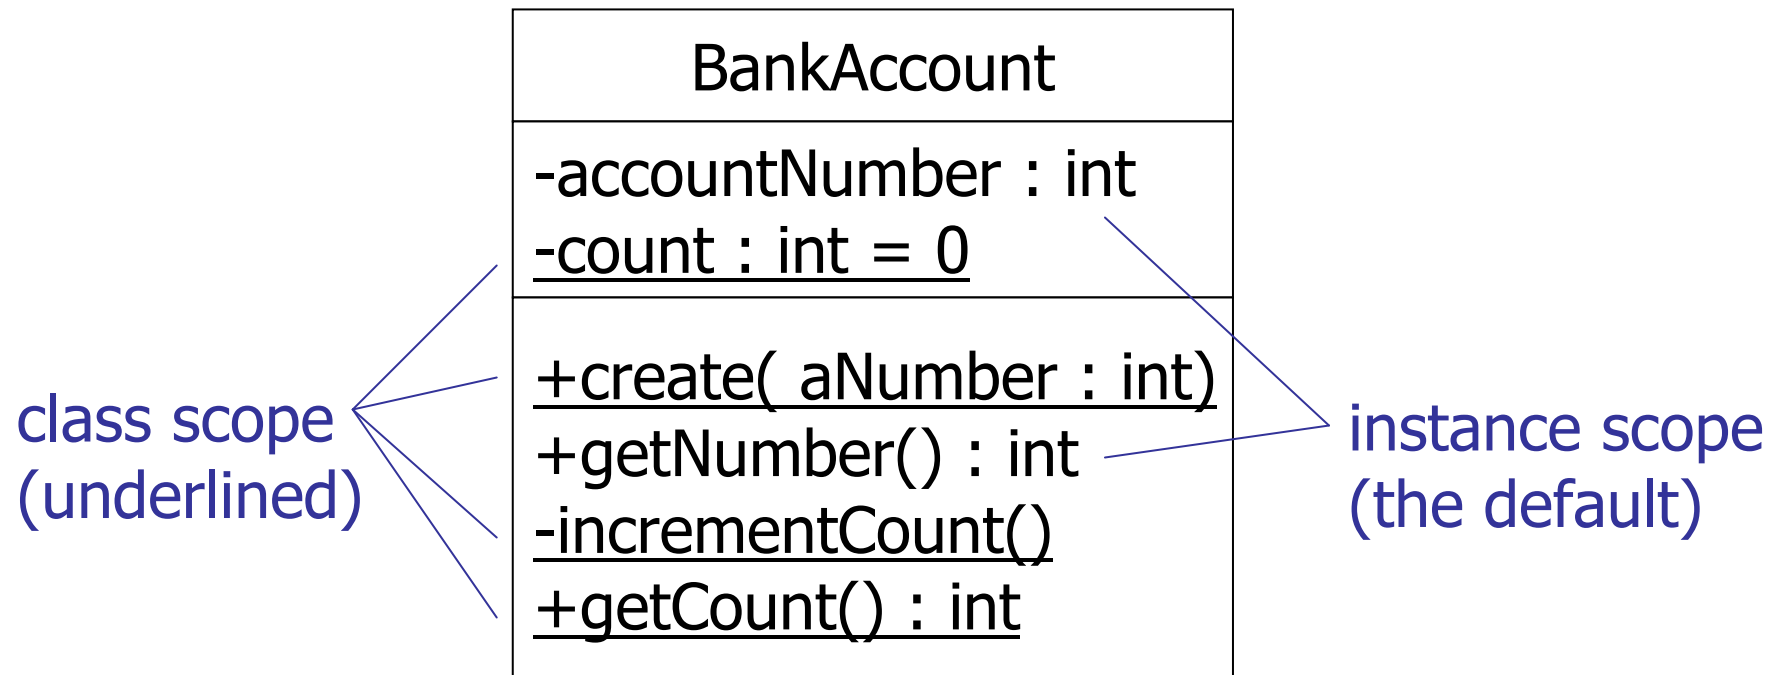 BankAccount
-accountNumber : int
-count : int = 0
+create( aNumber : int)
+getNumber() : int
-incrementCount()
+getCount() : int
class scope
(underlined)
instance scope
(the default)